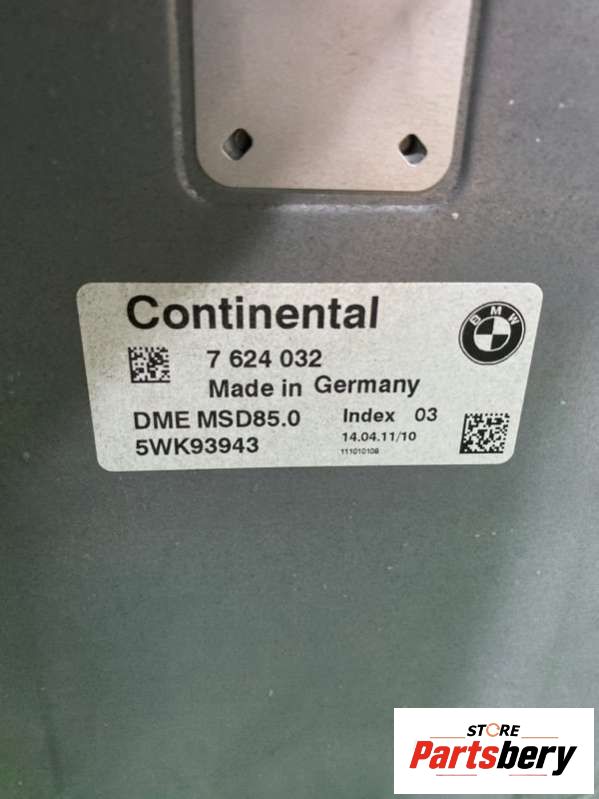 Continental
BMW
7 624 032
Made in Germany
DME MSD85.0 Index 03
5WK93943 14.04.11/10
111010108
STORE
Partsbery